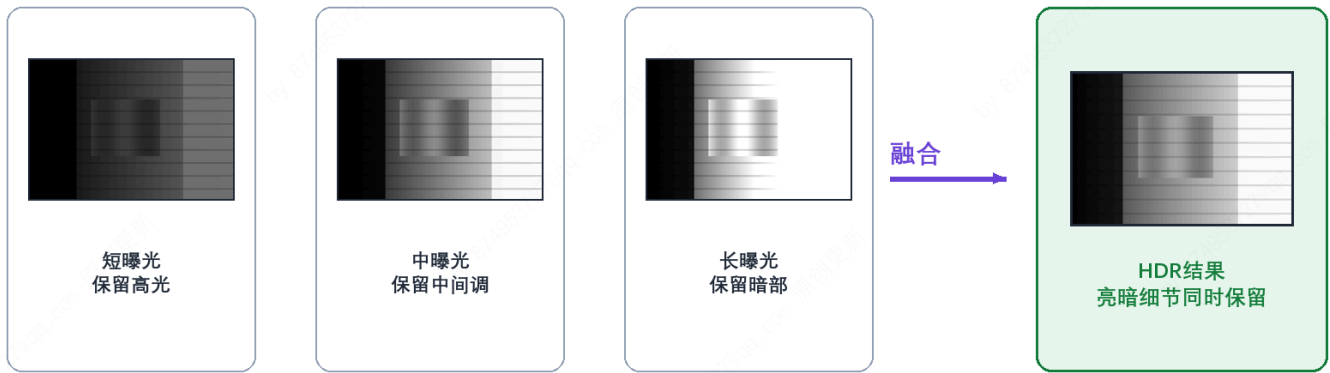 短曝光
保留高光
中曝光
保留中间调
长曝光
保留暗部
融合
HDR结果
亮暗细节同时保留